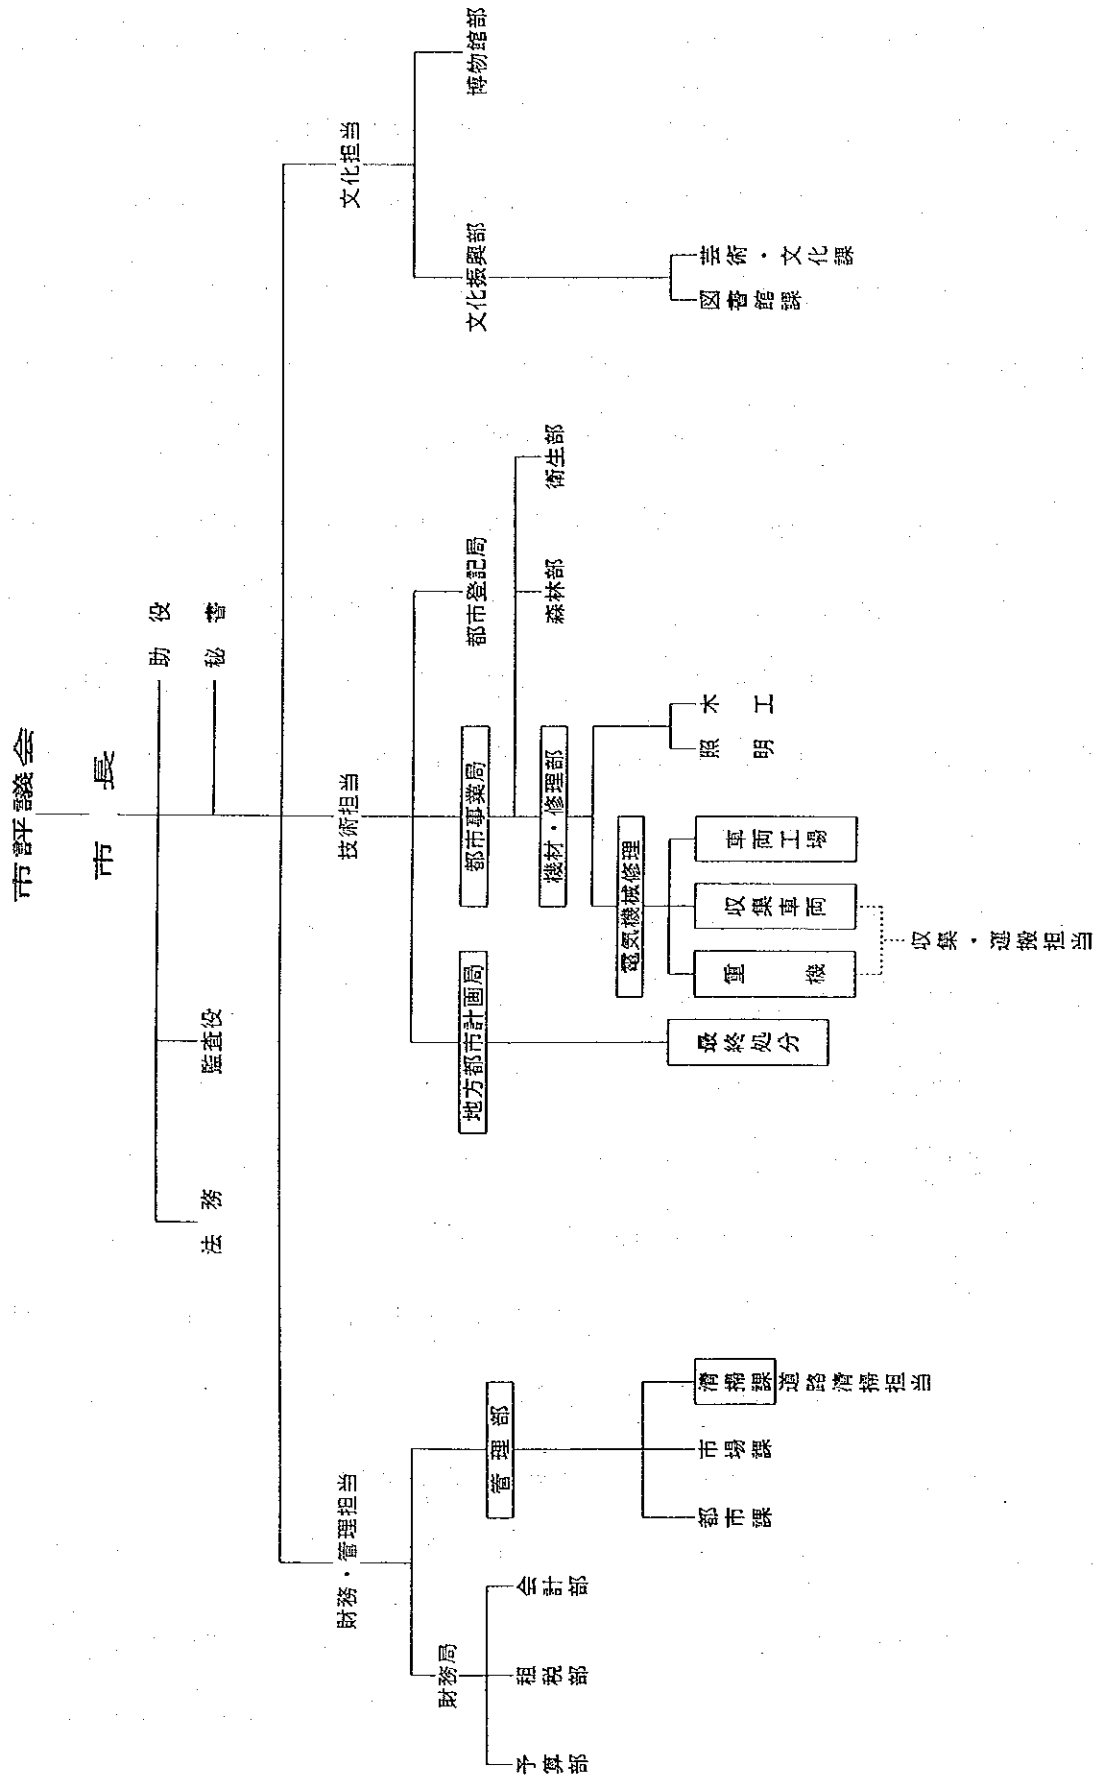 市評議会
市長
助役
秘書
監査役
法務
財務・管理担当
技術担当
文化担当
財務局
管理部
地方都市計画局
都市事業局
都市登記局
文化振興部
博物館部
予算部
租税部
会計部
機材・修理部
森林部
衛生部
電気機械修理
都市課
市場課
清掃課 道路清掃担当
最終処分
重機
収集車両
車両工場
照明
木工
図書館課
芸術・文化課
収集・運搬担当